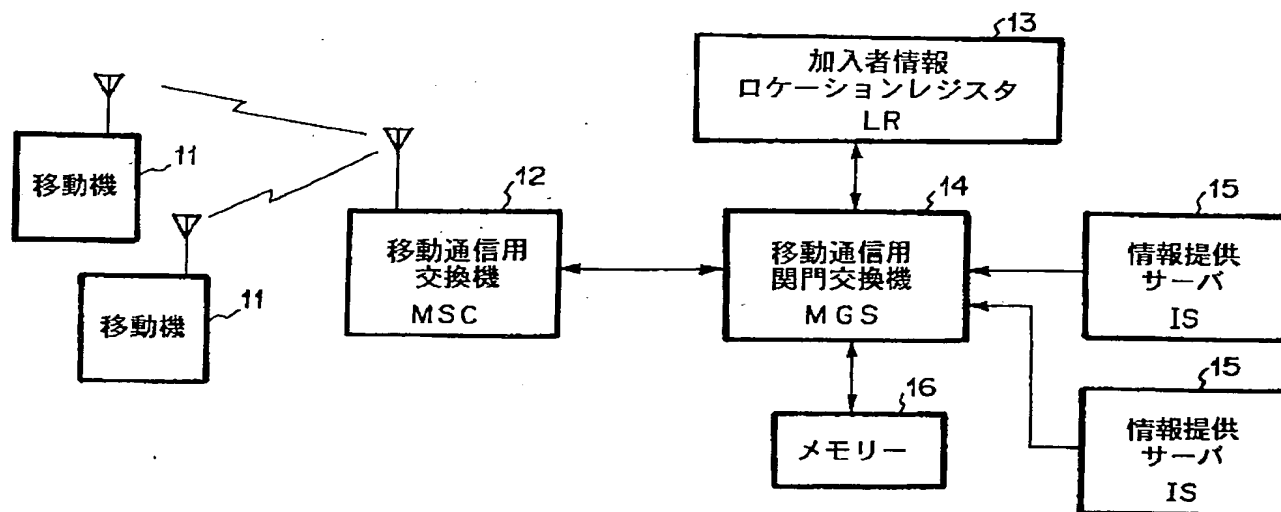 13
加入者情報
ロケーションレジスタ
LR
移動機
11
移動機
11
12
移動通信用
交換機
MSC
14
移動通信用
関門交換機
MGS
15
情報提供
サーバ
IS
15
情報提供
サーバ
IS
16
メモリー